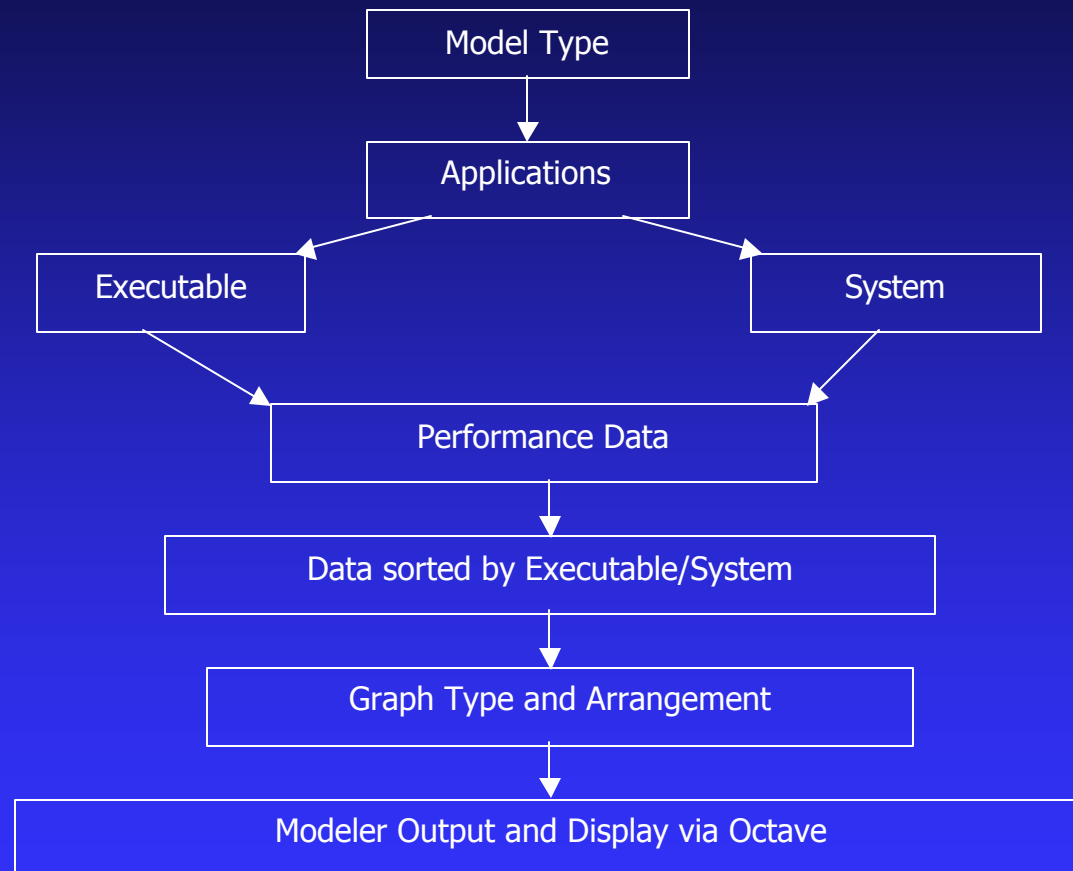 Model Type
Applications
Executable
System
Performance Data
Data sorted by Executable/System
Graph Type and Arrangement
Modeler Output and Display via Octave